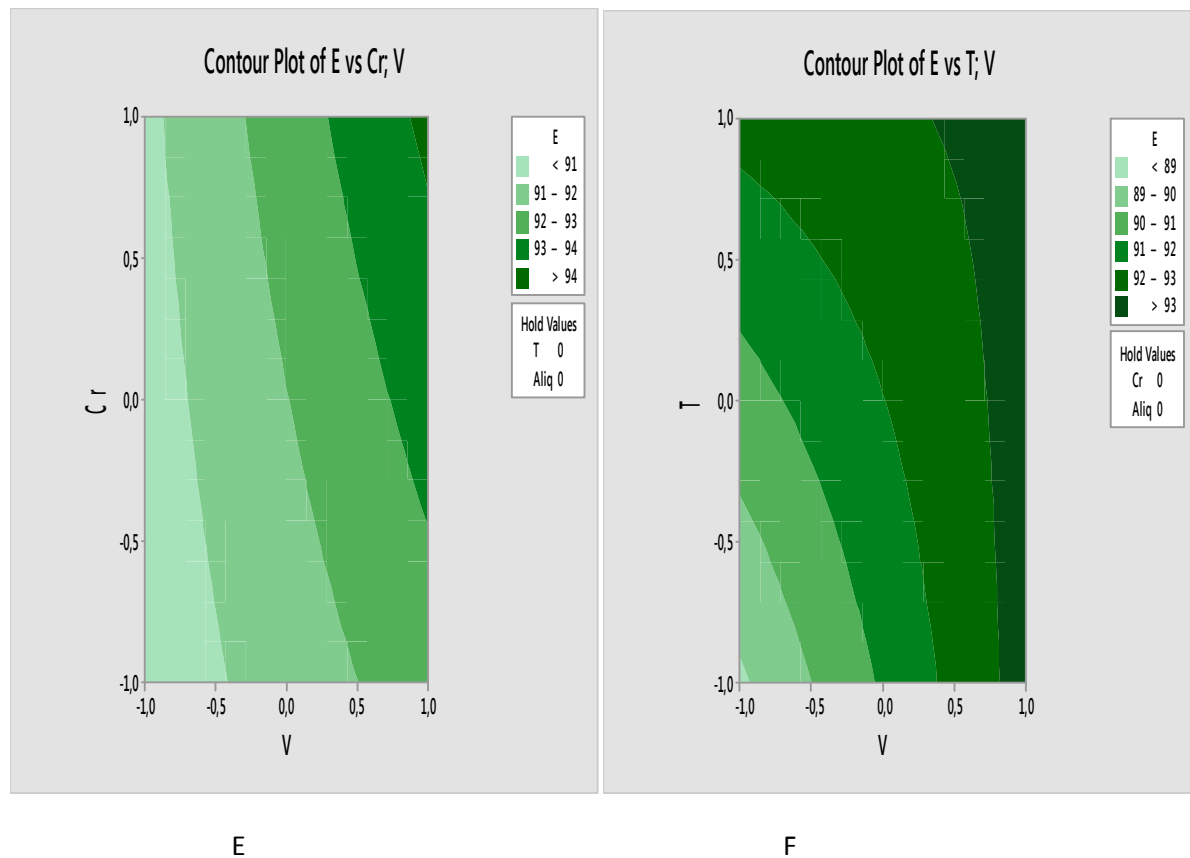 Contour Plot of E vs Cr; V
1,0
0,5
0,0
-0,5
-1,0
C r
-1,0 -0,5 0,0 0,5 1,0
V
E
< 91
91 – 92
92 – 93
93 – 94
> 94
Hold Values
T 0
Aliq 0
E
Contour Plot of E vs T; V
1,0
0,5
0,0
-0,5
-1,0
T
-1,0 -0,5 0,0 0,5 1,0
V
E
< 89
89 – 90
90 – 91
91 – 92
92 – 93
> 93
Hold Values
Cr 0
Aliq 0
F